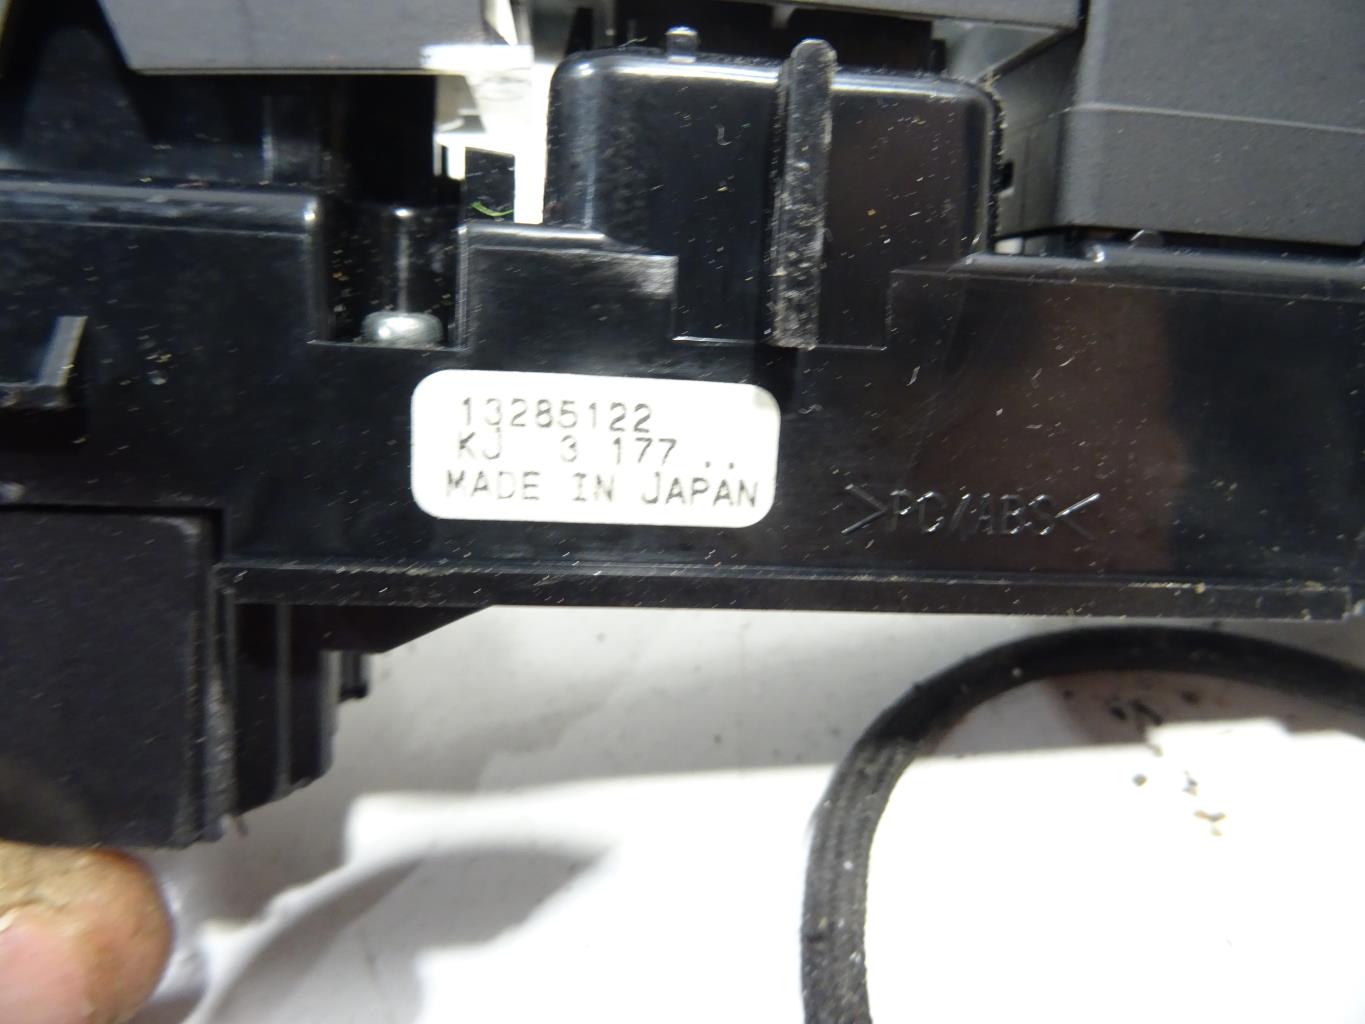 13285122
KJ 3 177 ..
MADE IN JAPAN
>PC/ABS<